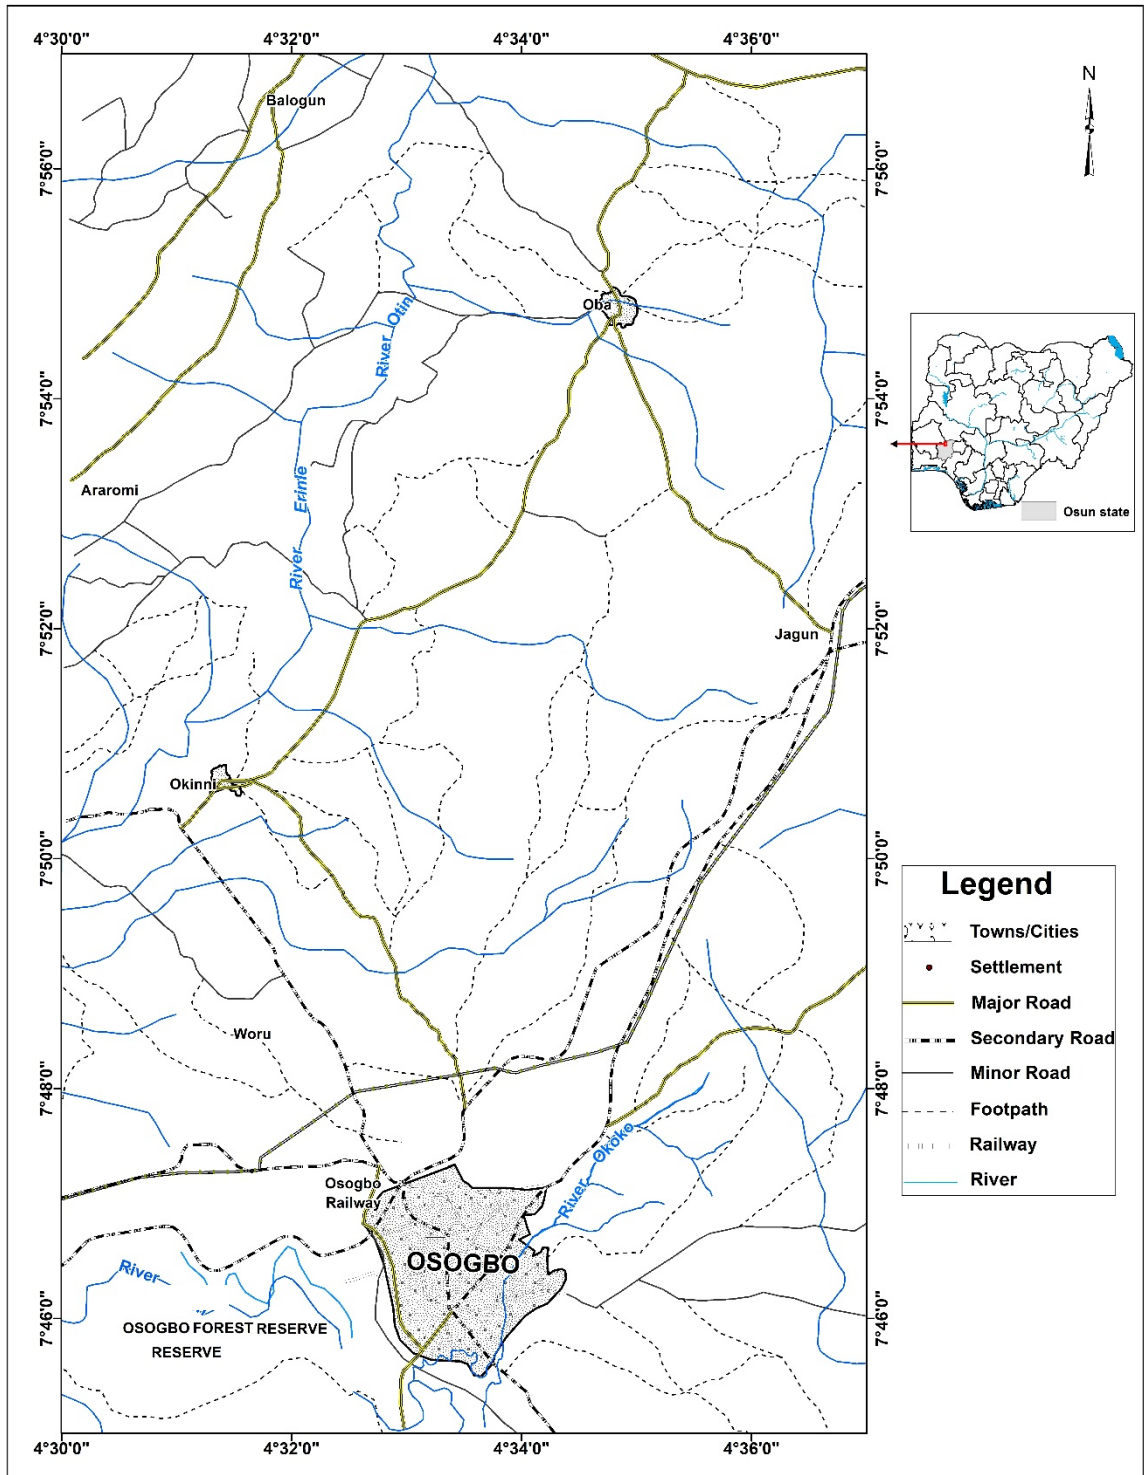 4°30'0" 4°32'0" 4°34'0" 4°36'0"
N
Balogun
7°56'0" 7°56'0"
Oba
River Otin
7°54'0" 7°54'0"
Osun state
Araromi
River Erinle
7°52'0" 7°52'0"
Jagun
Okinni
7°50'0" 7°50'0"
Legend
Towns/Cities
Settlement
Major Road
Secondary Road
Minor Road
Footpath
Railway
River
Woru
7°48'0" 7°48'0"
River Okoko
Osogbo
Railway
OSOGBO
River
7°46'0" 7°46'0"
OSOGBO FOREST RESERVE
RESERVE
4°30'0" 4°32'0" 4°34'0" 4°36'0"